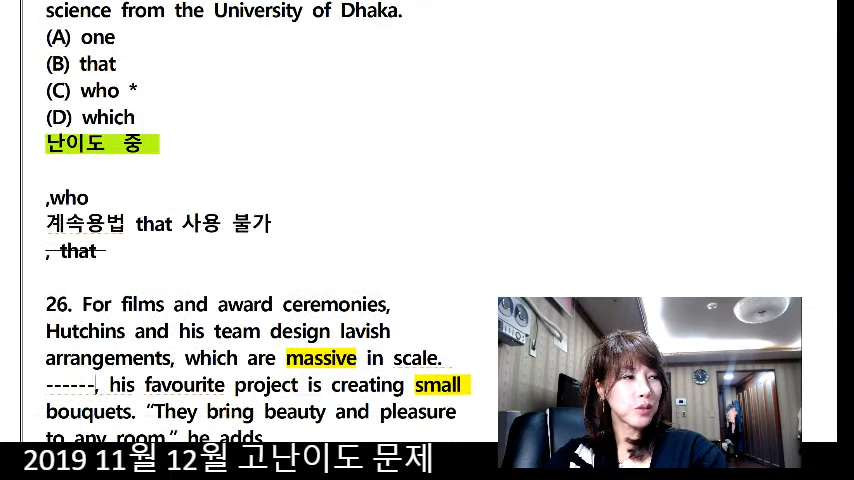 science from the University of Dhaka.
(A) one
(B) that
(C) who *
(D) which
난이도 중
,who
계속용법 that 사용 불가
, that
26. For films and award ceremonies,
Hutchins and his team design lavish
arrangements, which are massive in scale.
------, his favourite project is creating small
bouquets. “They bring beauty and pleasure
to any room,” he adds.
2019 11월 12월 고난이도 문제